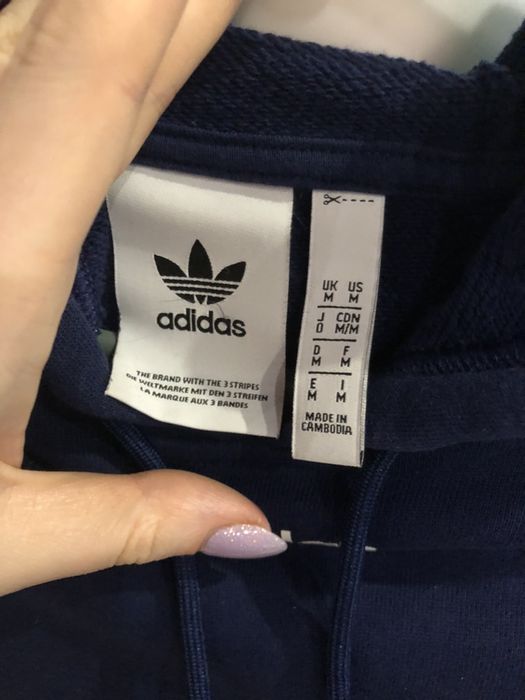 adidas
THE BRAND WITH THE 3 STRIPES
DIE WELTMARKE MIT DEN 3 STREIFEN
LA MARQUE AUX 3 BANDES
UK US
M M
J CDN
O M/M
D F
M M
E I
M M
MADE IN
CAMBODIA